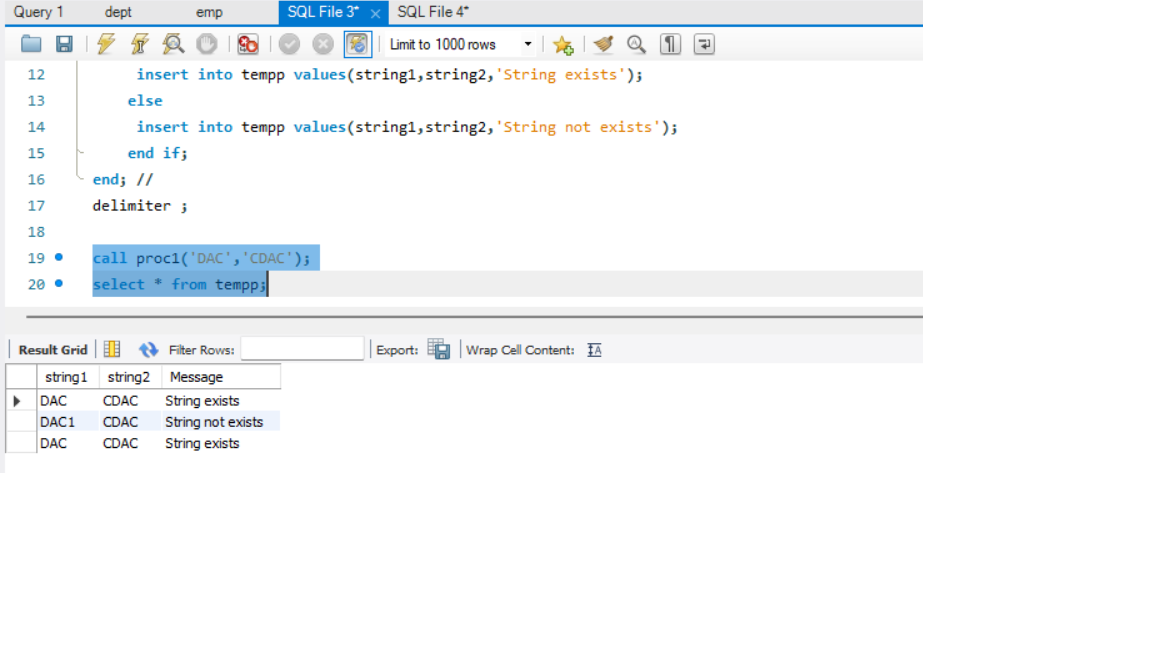 Query 1 dept emp SQL File 3* × SQL File 4*
Limit to 1000 rows
12 insert into tempp values(string1,string2,'String exists');
13 else
14 insert into tempp values(string1,string2,'String not exists');
15 end if;
16 end; //
17 delimiter ;
18
19 call proc1('DAC','CDAC');
20 select * from tempp;
Result Grid Filter Rows: Export: Wrap Cell Content: IA
string1 string2 Message
DAC CDAC String exists
DAC1 CDAC String not exists
DAC CDAC String exists